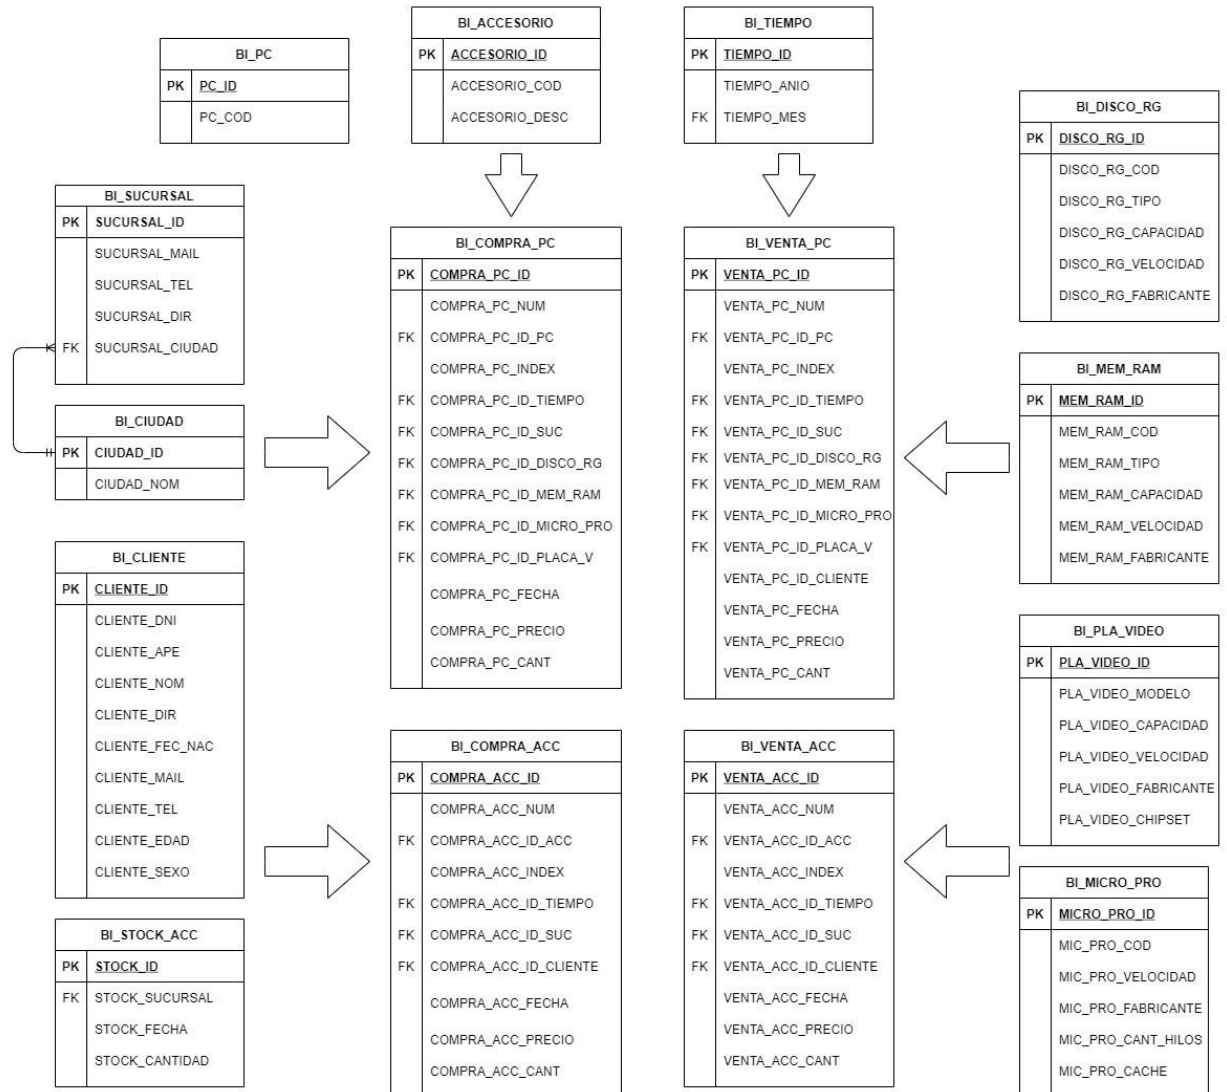 BI_PC
PK PC_ID
PC_COD
BI_ACCESORIO
PK ACCESORIO_ID
ACCESORIO_COD
ACCESORIO_DESC
BI_TIEMPO
PK TIEMPO_ID
TIEMPO_ANIO
FK TIEMPO_MES
BI_DISCO_RG
PK DISCO_RG_ID
DISCO_RG_COD
DISCO_RG_TIPO
DISCO_RG_CAPACIDAD
DISCO_RG_VELOCIDAD
DISCO_RG_FABRICANTE
BI_SUCURSAL
PK SUCURSAL_ID
SUCURSAL_MAIL
SUCURSAL_TEL
SUCURSAL_DIR
FK SUCURSAL_CIUDAD
BI_CIUDAD
PK CIUDAD_ID
CIUDAD_NOM
BI_COMPRA_PC
PK COMPRA_PC_ID
COMPRA_PC_NUM
FK COMPRA_PC_ID_PC
COMPRA_PC_INDEX
FK COMPRA_PC_ID_TIEMPO
FK COMPRA_PC_ID_SUC
FK COMPRA_PC_ID_DISCO_RG
FK COMPRA_PC_ID_MEM_RAM
FK COMPRA_PC_ID_MICRO_PRO
FK COMPRA_PC_ID_PLACA_V
COMPRA_PC_FECHA
COMPRA_PC_PRECIO
COMPRA_PC_CANT
BI_VENTA_PC
PK VENTA_PC_ID
VENTA_PC_NUM
FK VENTA_PC_ID_PC
VENTA_PC_INDEX
FK VENTA_PC_ID_TIEMPO
FK VENTA_PC_ID_SUC
FK VENTA_PC_ID_DISCO_RG
FK VENTA_PC_ID_MEM_RAM
FK VENTA_PC_ID_MICRO_PRO
FK VENTA_PC_ID_PLACA_V
VENTA_PC_ID_CLIENTE
VENTA_PC_FECHA
VENTA_PC_PRECIO
VENTA_PC_CANT
BI_MEM_RAM
PK MEM_RAM_ID
MEM_RAM_COD
MEM_RAM_TIPO
MEM_RAM_CAPACIDAD
MEM_RAM_VELOCIDAD
MEM_RAM_FABRICANTE
BI_CLIENTE
PK CLIENTE_ID
CLIENTE_DNI
CLIENTE_APE
CLIENTE_NOM
CLIENTE_DIR
CLIENTE_FEC_NAC
CLIENTE_MAIL
CLIENTE_TEL
CLIENTE_EDAD
CLIENTE_SEXO
BI_PLA_VIDEO
PK PLA_VIDEO_ID
PLA_VIDEO_MODELO
PLA_VIDEO_CAPACIDAD
PLA_VIDEO_VELOCIDAD
PLA_VIDEO_FABRICANTE
PLA_VIDEO_CHIPSET
BI_STOCK_ACC
PK STOCK_ID
FK STOCK_SUCURSAL
STOCK_FECHA
STOCK_CANTIDAD
BI_COMPRA_ACC
PK COMPRA_ACC_ID
COMPRA_ACC_NUM
FK COMPRA_ACC_ID_ACC
COMPRA_ACC_INDEX
FK COMPRA_ACC_ID_TIEMPO
FK COMPRA_ACC_ID_SUC
FK COMPRA_ACC_ID_CLIENTE
COMPRA_ACC_FECHA
COMPRA_ACC_PRECIO
COMPRA_ACC_CANT
BI_VENTA_ACC
PK VENTA_ACC_ID
VENTA_ACC_NUM
FK VENTA_ACC_ID_ACC
VENTA_ACC_INDEX
FK VENTA_ACC_ID_TIEMPO
FK VENTA_ACC_ID_SUC
FK VENTA_ACC_ID_CLIENTE
VENTA_ACC_FECHA
VENTA_ACC_PRECIO
VENTA_ACC_CANT
BI_MICRO_PRO
PK MICRO_PRO_ID
MIC_PRO_COD
MIC_PRO_VELOCIDAD
MIC_PRO_FABRICANTE
MIC_PRO_CANT_HILOS
MIC_PRO_CACHE